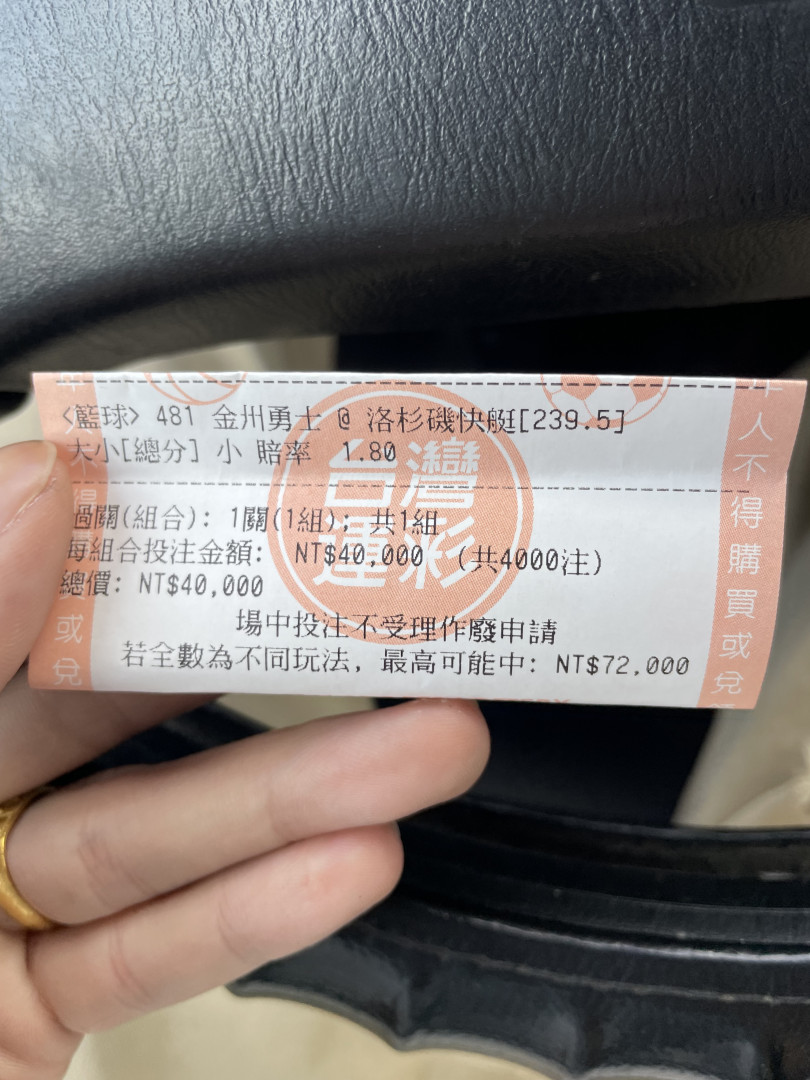 <籃球> 481 金州勇士 @ 洛杉磯快艇[239.5]
大小[總分] 小 賠率 1.80
台灣
運彩
過關(組合): 1關(1組); 共1組
每組合投注金額: NT$40,000 (共4000注)
總價: NT$40,000
場中投注不受理作廢申請
若全數為不同玩法, 最高可能中: NT$72,000
年人不得購買或兌
得
或兌